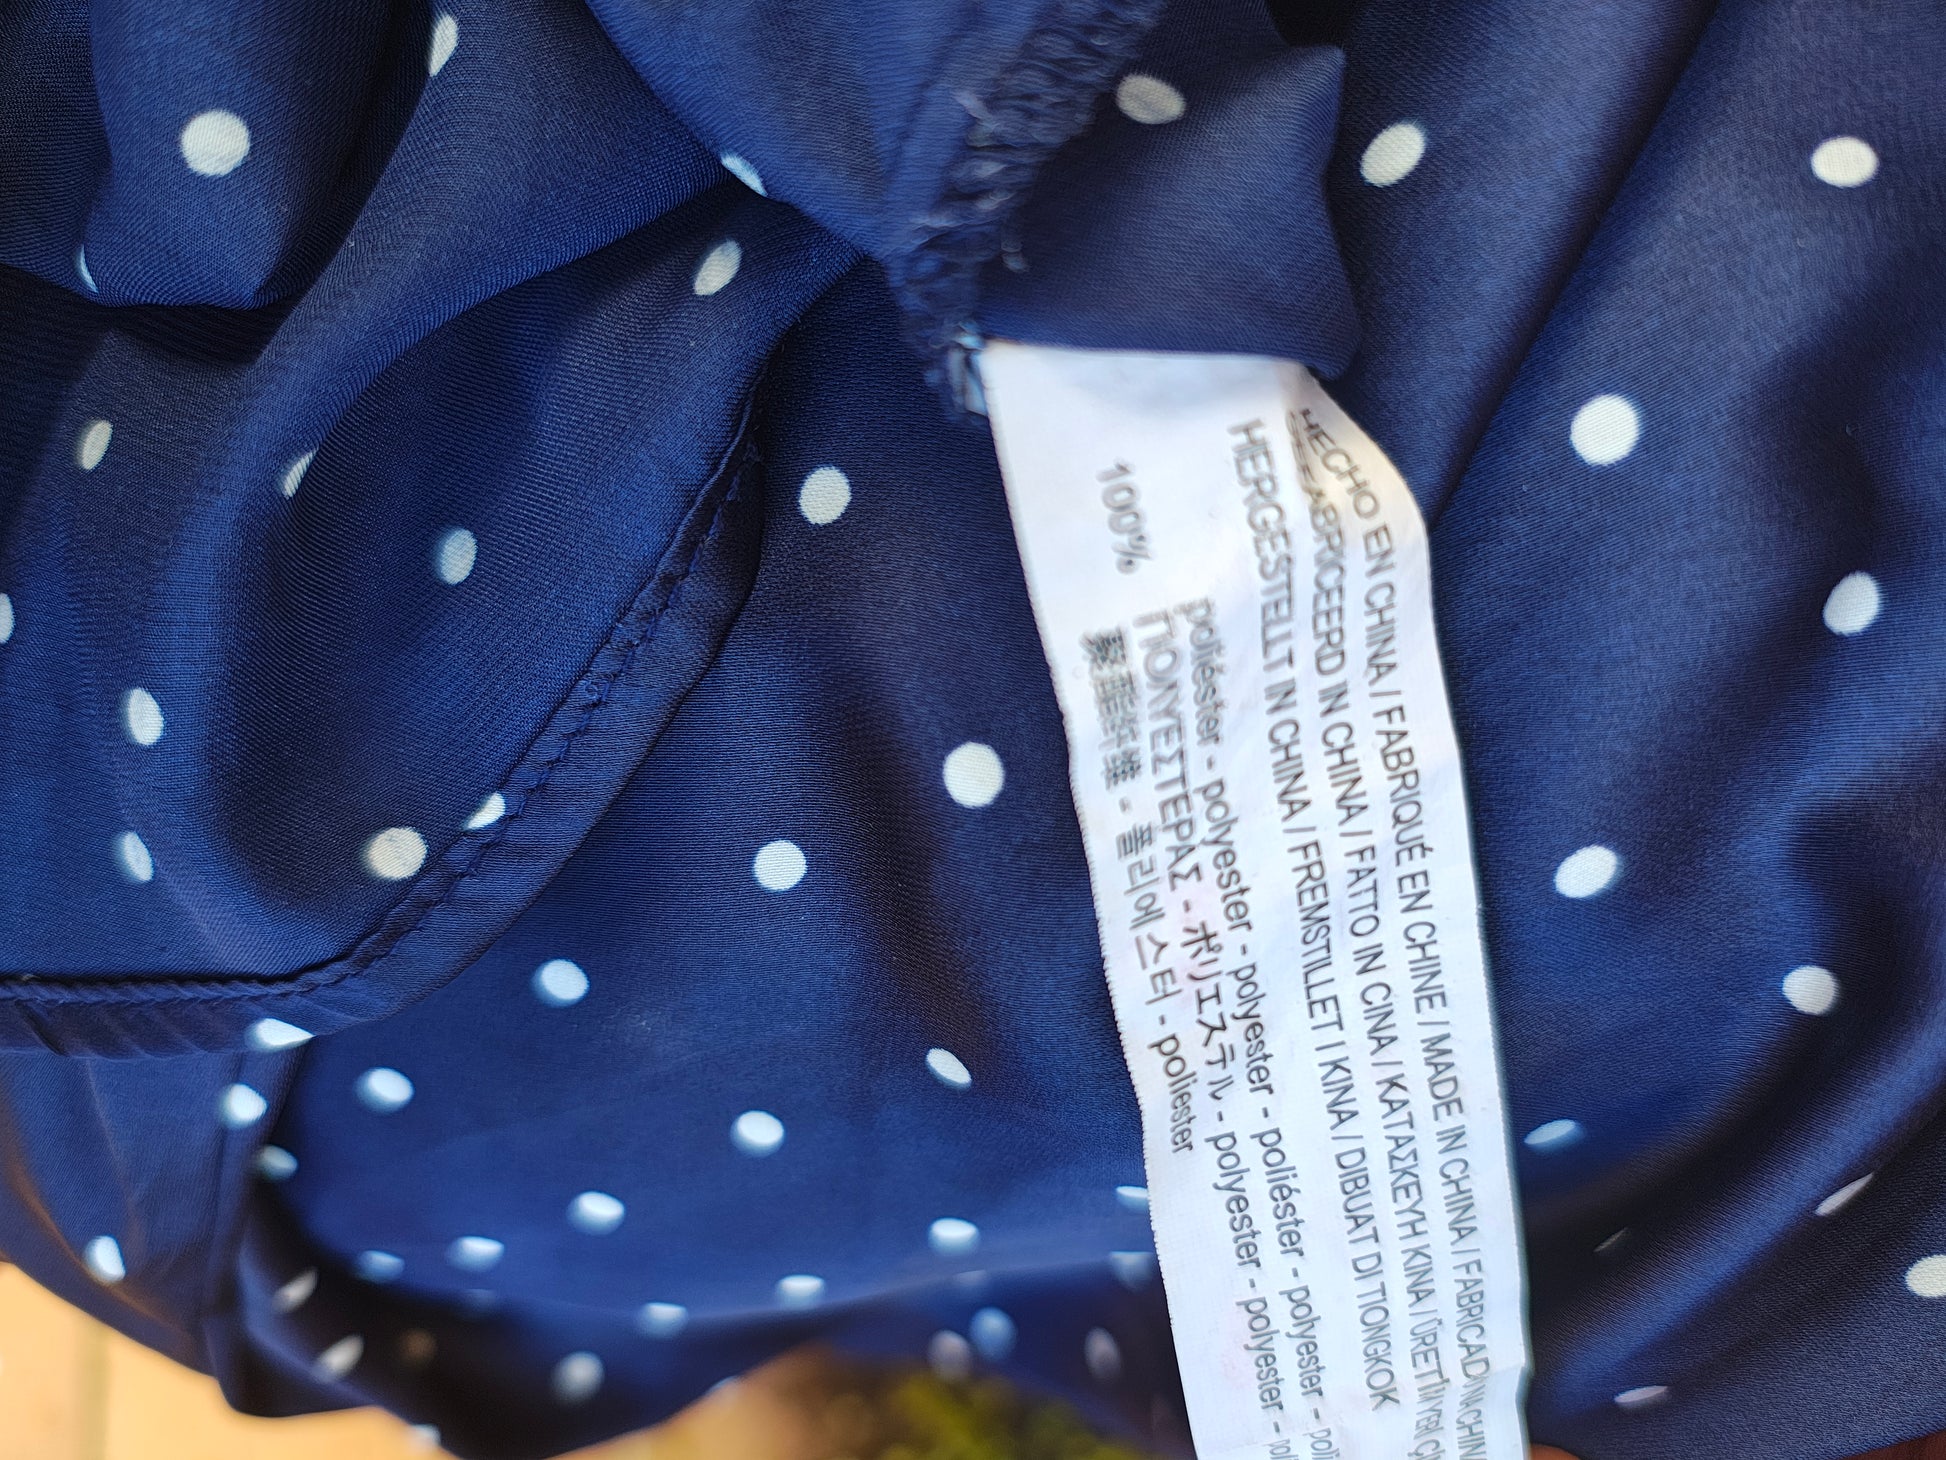 HECHO EN CHINA / FABRIQUÉ EN CHINE / MADE IN CHINA / FABRICADO
GEFABRICEERD IN CHINA / FATTO IN CINA / ΚΑΤΑΣΚΕΥΗ ΚΙΝΑ / ÜRETİM YERİ
HERGESTELLT IN CHINA / FREMSTILLET I KINA / DIBUAT DI TIONGKOK
100% poliéster - polyester - polyester - poliéster - polyester
ΠΟΛΥΕΣΤΕΡΑΣ - ポリエステル - polyester - polyester
聚酯纤维 - 폴리에스터 - poliester